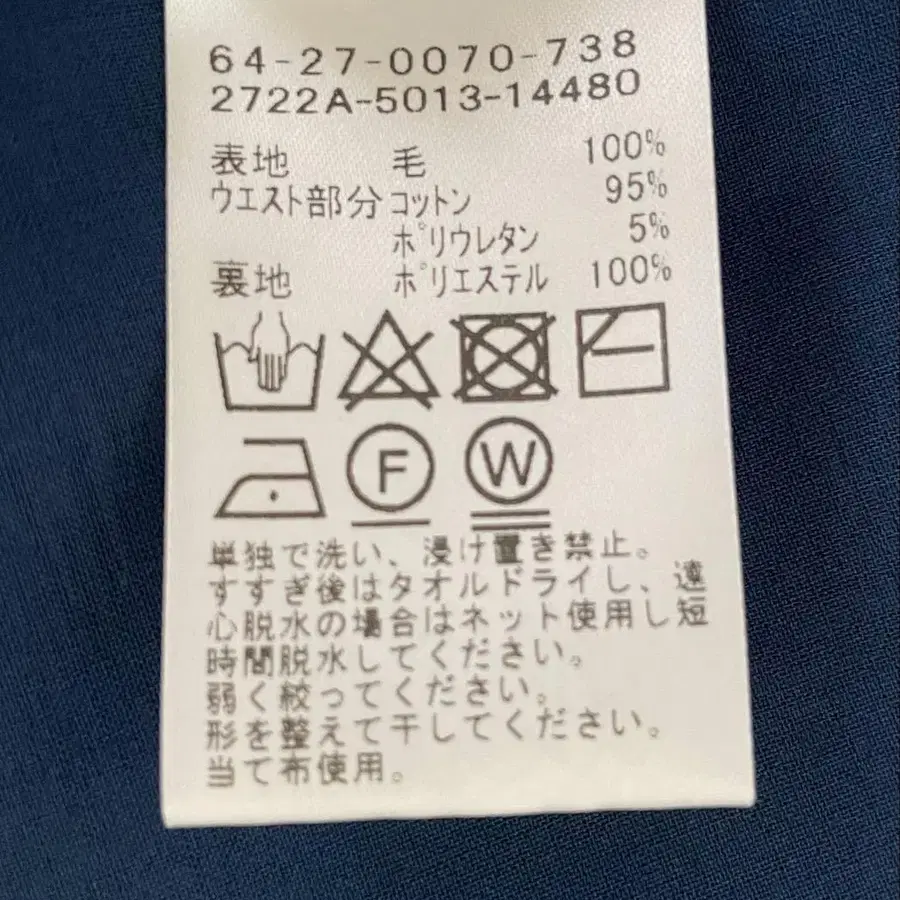 64-27-0070-738
2722A-5013-14480
表地 毛 100%
ウエスト部分 コットン 95%
ポリウレタン 5%
裏地 ポリエステル 100%
F W
単独で洗い、浸け置き禁止。
すすぎ後はタオルドライし、遠
心脱水の場合はネット使用し短
時間脱水してください。
弱く絞ってください。
形を整えて干してください。
当て布使用。